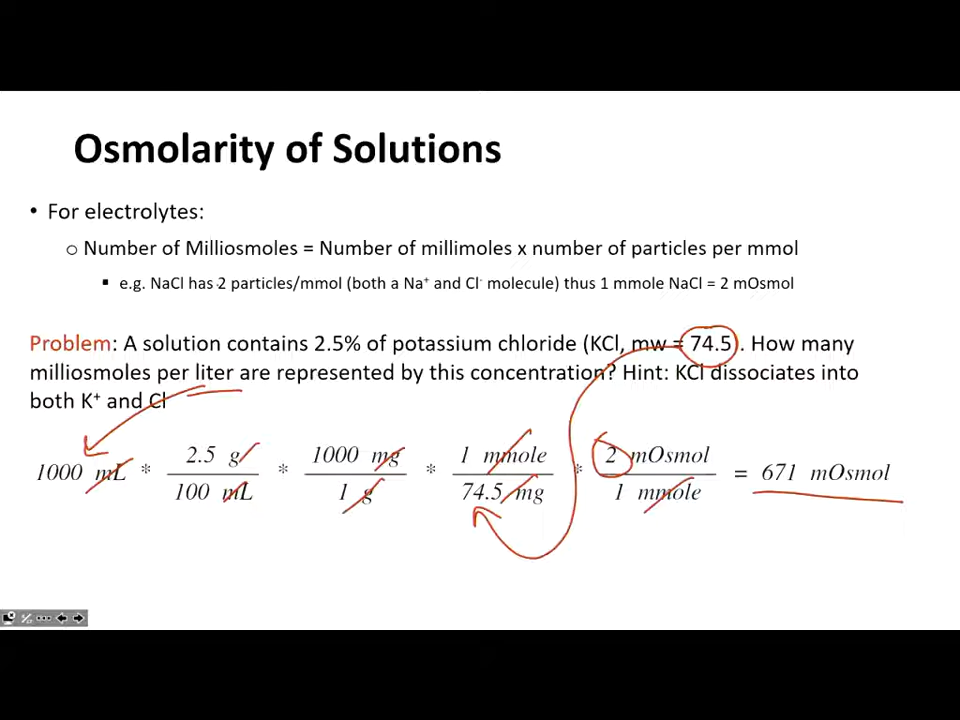 Osmolarity of Solutions
• For electrolytes:
o Number of Milliosmoles = Number of millimoles x number of particles per mmol
▪ e.g. NaCl has 2 particles/mmol (both a Na⁺ and Cl⁻ molecule) thus 1 mmole NaCl = 2 mOsmol
Problem: A solution contains 2.5% of potassium chloride (KCl, mw = 74.5). How many
milliosmoles per liter are represented by this concentration? Hint: KCl dissociates into
both K⁺ and Cl
1000 mL * 2.5 g / 100 mL * 1000 mg / 1 g * 1 mmole / 74.5 mg * 2 mOsmol / 1 mmole = 671 mOsmol